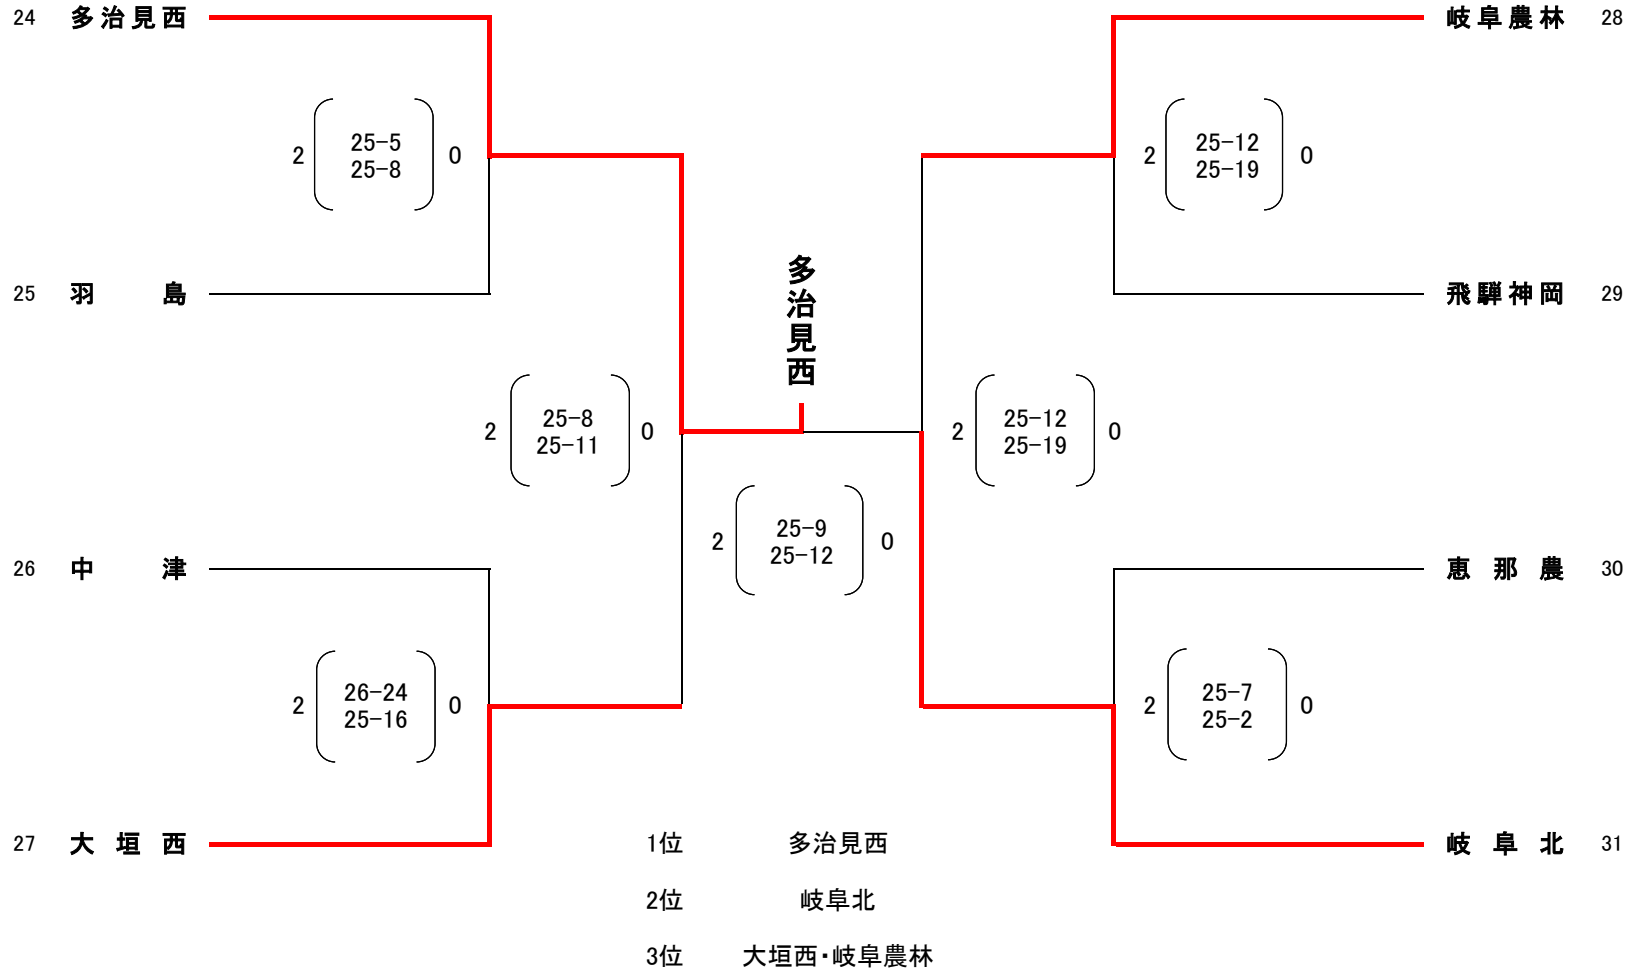 24 多治見西
岐阜農林 28
2 25-5 0
25-8
2 25-12 0
25-19
25 羽島
多治見西
飛騨神岡 29
2 25-8 0
25-11
2 25-12 0
25-19
2 25-9 0
25-12
26 中津
恵那農 30
2 26-24 0
25-16
2 25-7 0
25-2
27 大垣西
岐阜北 31
1位 多治見西
2位 岐阜北
3位 大垣西・岐阜農林